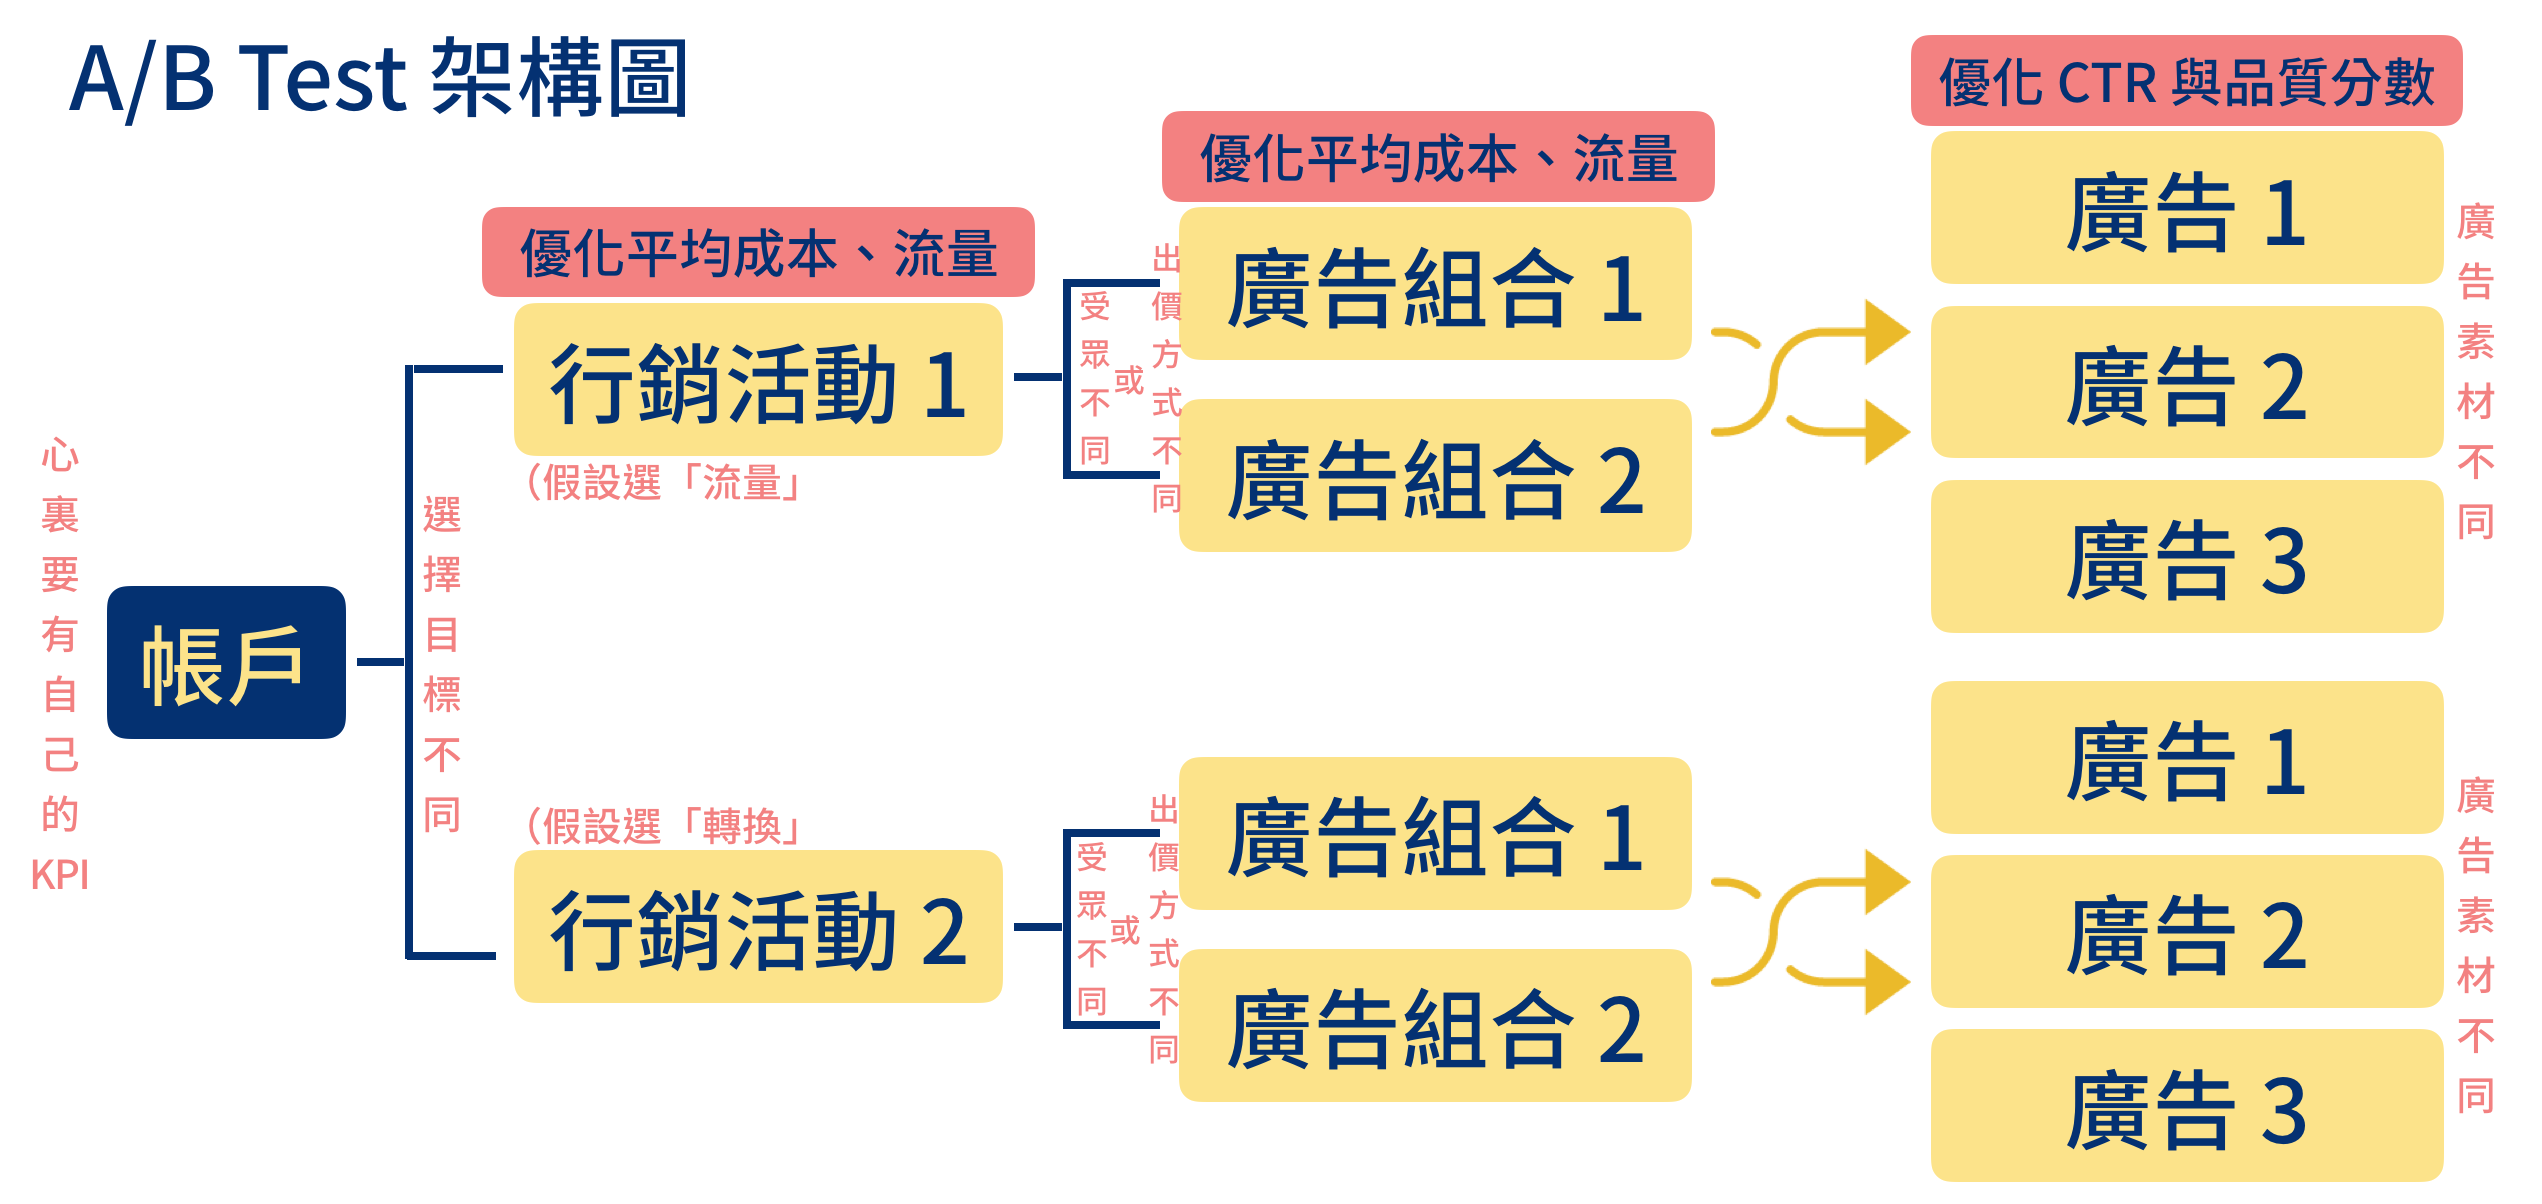 A/B Test 架構圖
優化 CTR 與品質分數
優化平均成本、流量
優化平均成本、流量
心裏要有自己的KPI
帳戶
選擇目標不同
行銷活動 1
（假設選「流量」
（假設選「轉換」
行銷活動 2
受眾不同
或
出價方式不同
廣告組合 1
廣告組合 2
受眾不同
或
出價方式不同
廣告組合 1
廣告組合 2
廣告 1
廣告 2
廣告 3
廣告素材不同
廣告 1
廣告 2
廣告 3
廣告素材不同